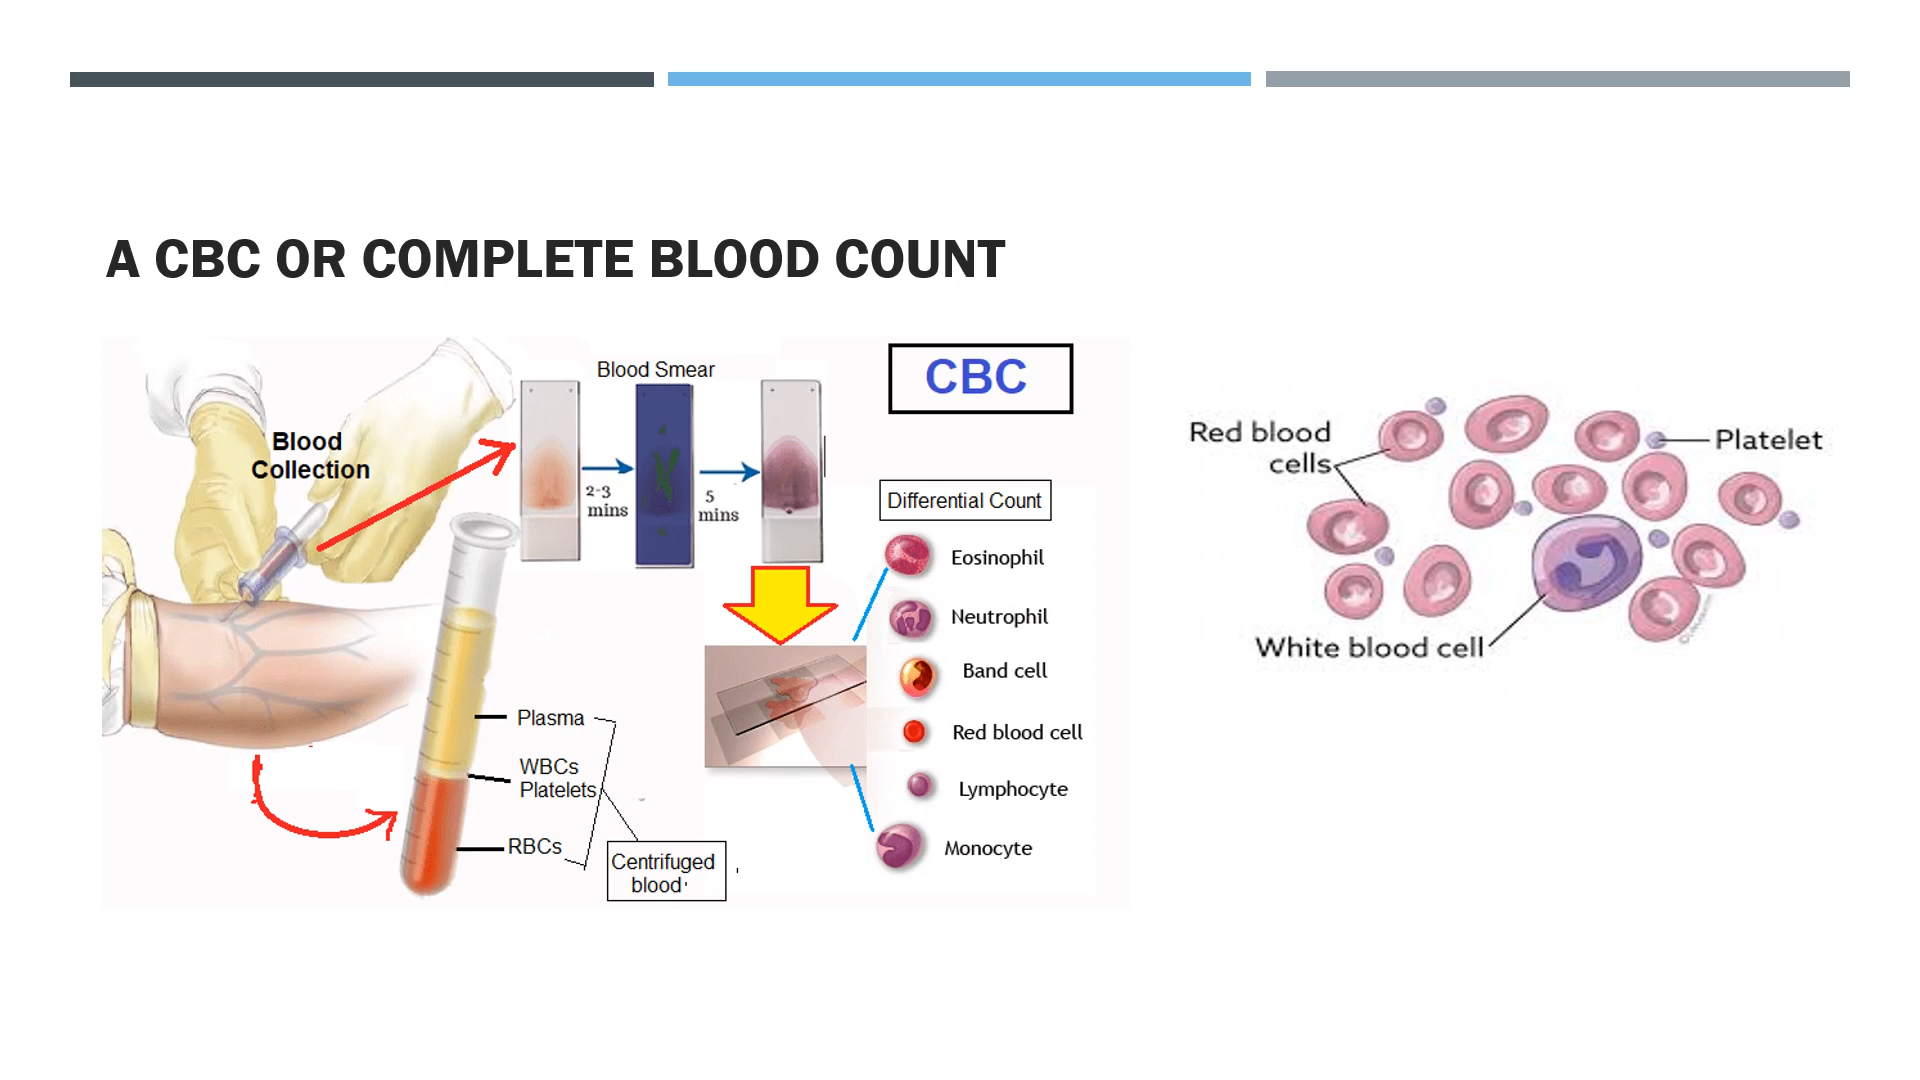 A CBC OR COMPLETE BLOOD COUNT
Blood
Collection
Blood Smear
2-3
mins
5
mins
CBC
Differential Count
Eosinophil
Neutrophil
Band cell
Red blood cell
Lymphocyte
Monocyte
Plasma
WBCs
Platelets
RBCs
Centrifuged
blood
Red blood
cells
Platelet
White blood cell